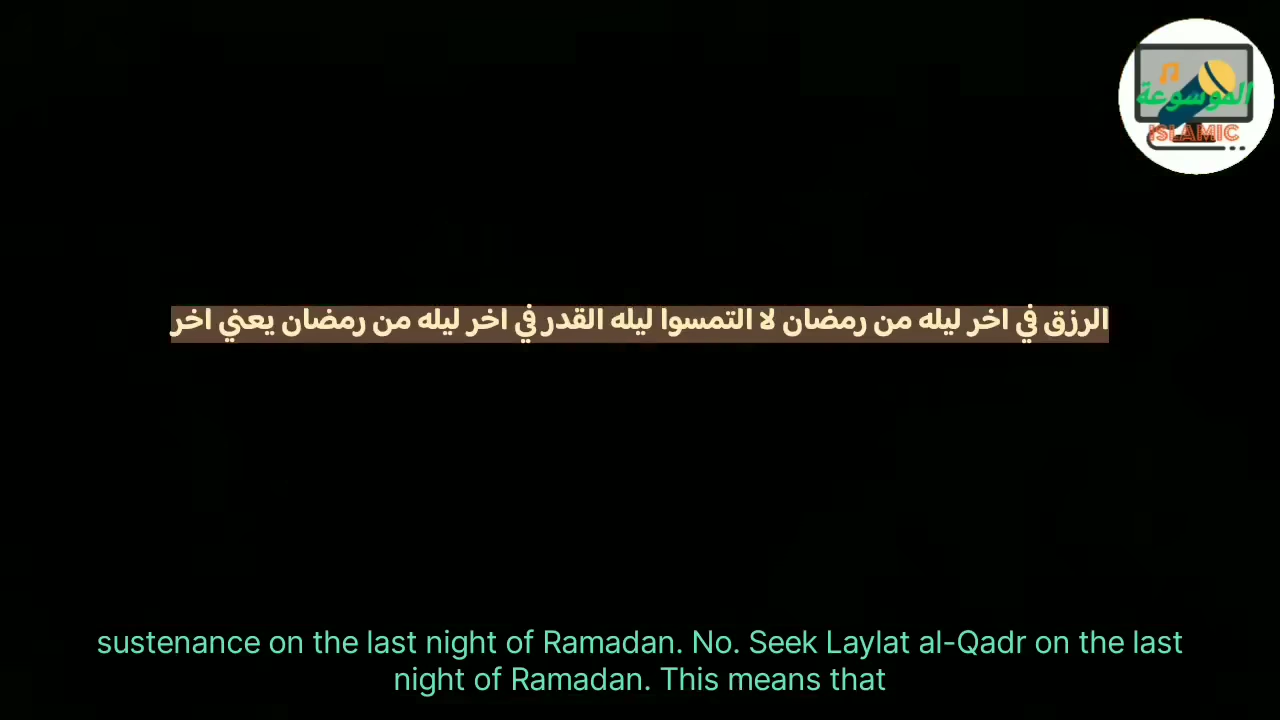 الموسوعة
ISLAMIC
الرزق في اخر ليله من رمضان لا التمسوا ليله القدر في اخر ليله من رمضان يعني اخر
sustenance on the last night of Ramadan. No. Seek Laylat al-Qadr on the last
night of Ramadan. This means that